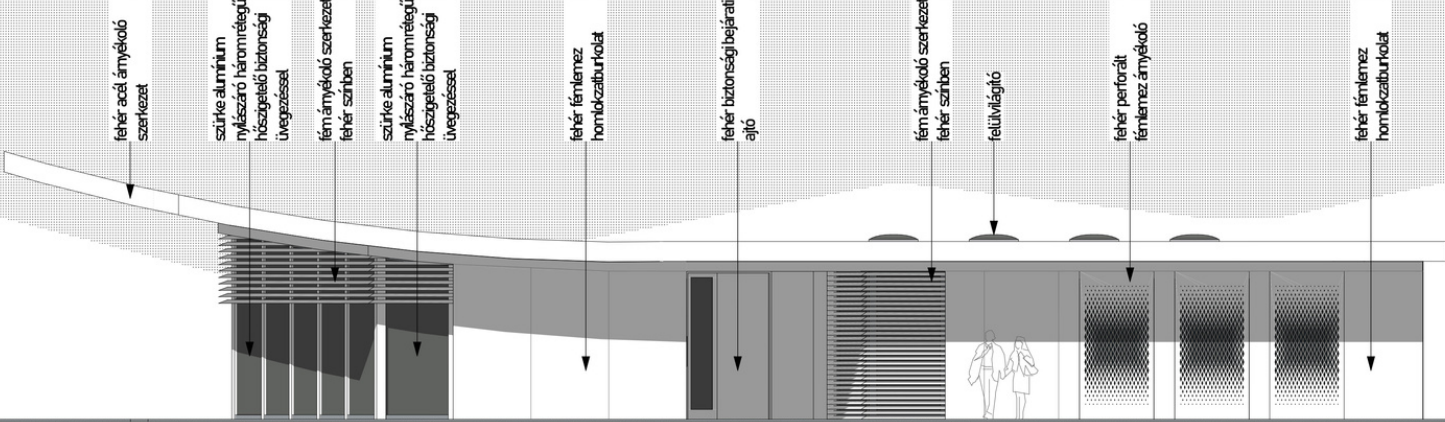 fehér acél árnyékoló
szerkezet
szürke alumínium
nyílászáró háromrétegű
hőszigetelő biztonsági
üvegezéssel
fém árnyékoló szerkezet
fehér színben
szürke alumínium
nyílászáró háromrétegű
hőszigetelő biztonsági
üvegezéssel
fehér fémlemez
homlokzatburkolat
fehér biztonsági bejárati
ajtó
fém árnyékoló szerkezet
fehér színben
felülvilágító
fehér perforált
fémlemez árnyékoló
fehér fémlemez
homlokzatburkolat